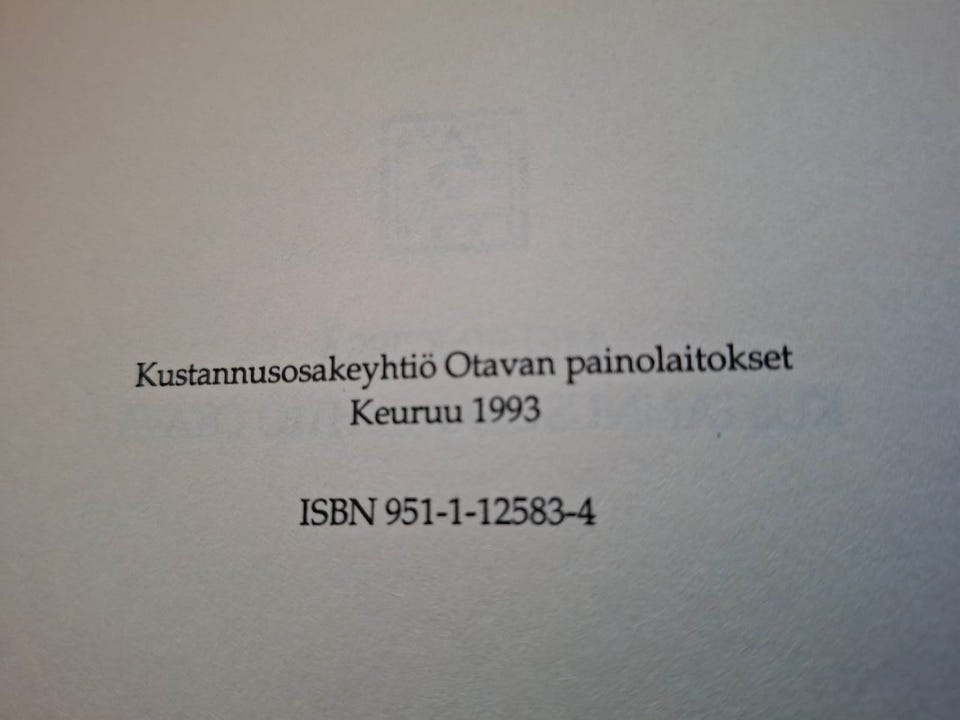 Kustannusosakeyhtiö Otavan painolaitokset
Keuruu 1993
ISBN 951-1-12583-4